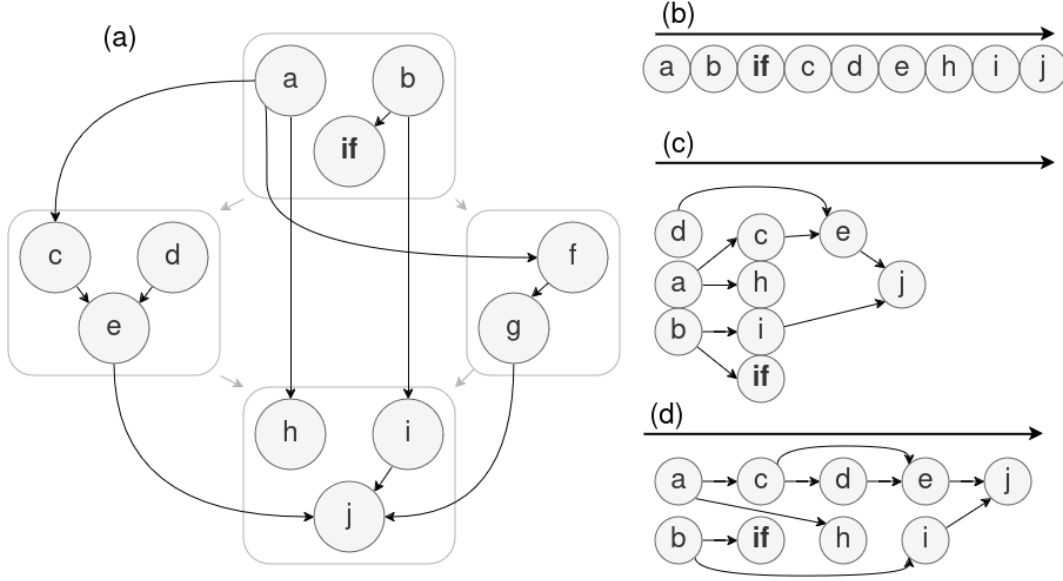 (a)
a b
if
c d
e
f
g
h i
j
(b)
a b if c d e h i j
(c)
d c e
a h j
b i
if
(d)
a c d e j
b if h i